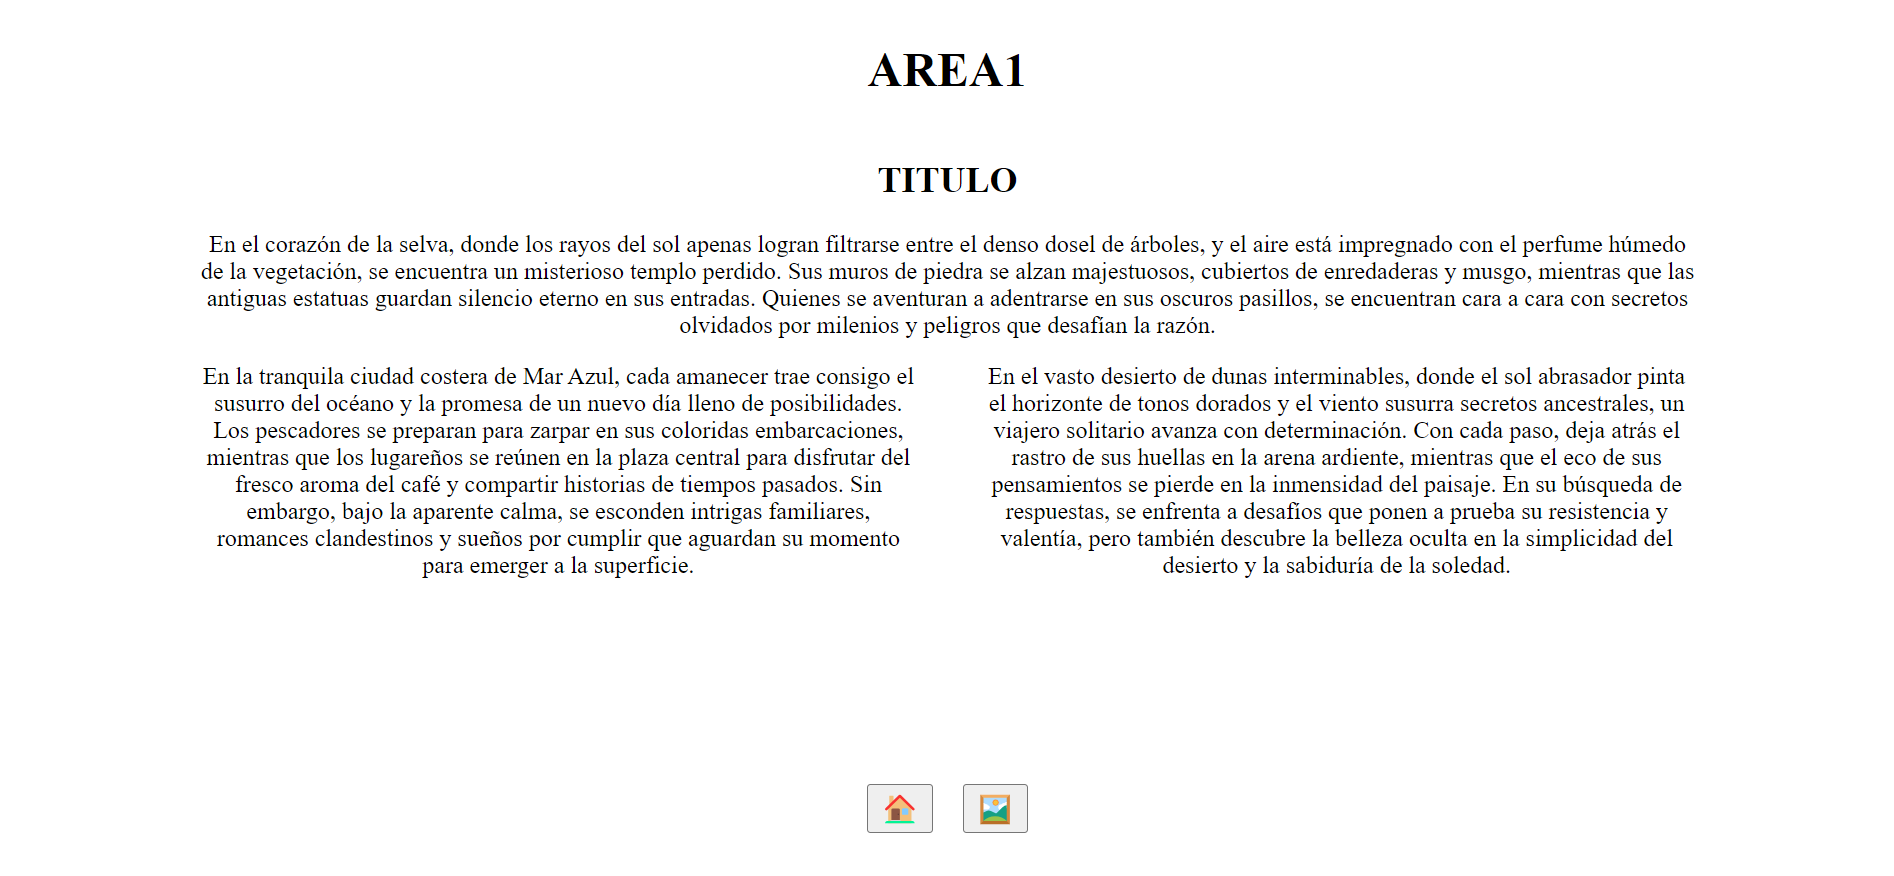 AREA1
TITULO
En el corazón de la selva, donde los rayos del sol apenas logran filtrarse entre el denso dosel de árboles, y el aire está impregnado con el perfume húmedo
de la vegetación, se encuentra un misterioso templo perdido. Sus muros de piedra se alzan majestuosos, cubiertos de enredaderas y musgo, mientras que las
antiguas estatuas guardan silencio eterno en sus entradas. Quienes se aventuran a adentrarse en sus oscuros pasillos, se encuentran cara a cara con secretos
olvidados por milenios y peligros que desafían la razón.
En la tranquila ciudad costera de Mar Azul, cada amanecer trae consigo el
susurro del océano y la promesa de un nuevo día lleno de posibilidades.
Los pescadores se preparan para zarpar en sus coloridas embarcaciones,
mientras que los lugareños se reúnen en la plaza central para disfrutar del
fresco aroma del café y compartir historias de tiempos pasados. Sin
embargo, bajo la aparente calma, se esconden intrigas familiares,
romances clandestinos y sueños por cumplir que aguardan su momento
para emerger a la superficie.
En el vasto desierto de dunas interminables, donde el sol abrasador pinta
el horizonte de tonos dorados y el viento susurra secretos ancestrales, un
viajero solitario avanza con determinación. Con cada paso, deja atrás el
rastro de sus huellas en la arena ardiente, mientras que el eco de sus
pensamientos se pierde en la inmensidad del paisaje. En su búsqueda de
respuestas, se enfrenta a desafíos que ponen a prueba su resistencia y
valentía, pero también descubre la belleza oculta en la simplicidad del
desierto y la sabiduría de la soledad.